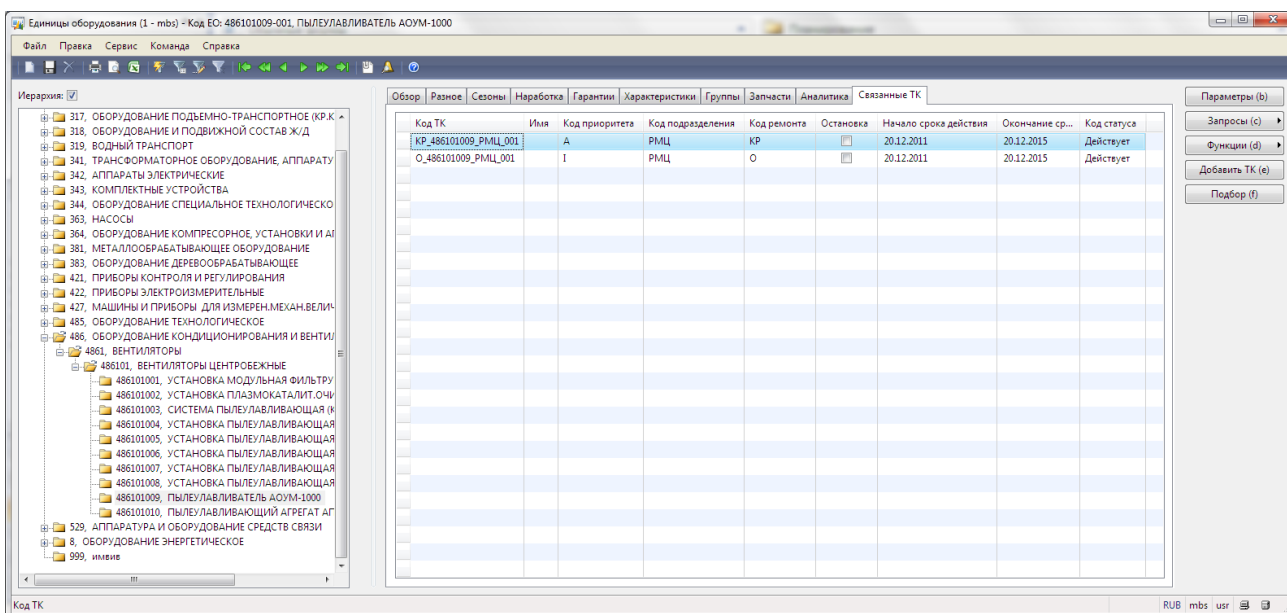 Единицы оборудования (1 - mbs) - Код ЕО: 486101009-001, ПЫЛЕУЛАВЛИВАТЕЛЬ АОУМ-1000
Файл Правка Сервис Команда Справка
Иерархия:
Обзор Разное Сезоны Наработка Гарантии Характеристики Группы Запчасти Аналитика Связанные ТК
Параметры (b)
Запросы (c)
Функции (d)
Добавить ТК (e)
Подбор (f)
317, ОБОРУДОВАНИЕ ПОДЪЕМНО-ТРАНСПОРТНОЕ (КР.К
318, ОБОРУДОВАНИЕ И ПОДВИЖНОЙ СОСТАВ Ж/Д
319, ВОДНЫЙ ТРАНСПОРТ
341, ТРАНСФОРМАТОРНОЕ ОБОРУДОВАНИЕ, АППАРАТУ
342, АППАРАТЫ ЭЛЕКТРИЧЕСКИЕ
343, КОМПЛЕКТНЫЕ УСТРОЙСТВА
344, ОБОРУДОВАНИЕ СПЕЦИАЛЬНОЕ ТЕХНОЛОГИЧЕСКО
363, НАСОСЫ
364, ОБОРУДОВАНИЕ КОМПРЕСОРНОЕ, УСТАНОВКИ И АГ
381, МЕТАЛЛООБРАБАТЫВАЮЩЕЕ ОБОРУДОВАНИЕ
383, ОБОРУДОВАНИЕ ДЕРЕВООБРАБАТЫВАЮЩЕЕ
421, ПРИБОРЫ КОНТРОЛЯ И РЕГУЛИРОВАНИЯ
422, ПРИБОРЫ ЭЛЕКТРОИЗМЕРИТЕЛЬНЫЕ
427, МАШИНЫ И ПРИБОРЫ ДЛЯ ИЗМЕРЕН.МЕХАН.ВЕЛИЧ
485, ОБОРУДОВАНИЕ ТЕХНОЛОГИЧЕСКОЕ
486, ОБОРУДОВАНИЕ КОНДИЦИОНИРОВАНИЯ И ВЕНТИЛ
4861, ВЕНТИЛЯТОРЫ
486101, ВЕНТИЛЯТОРЫ ЦЕНТРОБЕЖНЫЕ
486101001, УСТАНОВКА МОДУЛЬНАЯ ФИЛЬТРУ
486101002, УСТАНОВКА ПЛАЗМОКАТАЛИТ.ОЧИ
486101003, СИСТЕМА ПЫЛЕУЛАВЛИВАЮЩАЯ (К
486101004, УСТАНОВКА ПЫЛЕУЛАВЛИВАЮЩАЯ
486101005, УСТАНОВКА ПЫЛЕУЛАВЛИВАЮЩАЯ
486101006, УСТАНОВКА ПЫЛЕУЛАВЛИВАЮЩАЯ
486101007, УСТАНОВКА ПЫЛЕУЛАВЛИВАЮЩАЯ
486101008, УСТАНОВКА ПЫЛЕУЛАВЛИВАЮЩАЯ
486101009, ПЫЛЕУЛАВЛИВАТЕЛЬ АОУМ-1000
486101010, ПЫЛЕУЛАВЛИВАЮЩИЙ АГРЕГАТ АГ
529, АППАРАТУРА И ОБОРУДОВАНИЕ СРЕДСТВ СВЯЗИ
8, ОБОРУДОВАНИЕ ЭНЕРГЕТИЧЕСКОЕ
999, имвив
Код ТК Имя Код приоритета Код подразделения Код ремонта Остановка Начало срока действия Окончание ср... Код статуса
КР_486101009_РМЦ_001 A РМЦ КР 20.12.2011 20.12.2015 Действует
О_486101009_РМЦ_001 I РМЦ О 20.12.2011 20.12.2015 Действует
Код ТК
RUB mbs usr